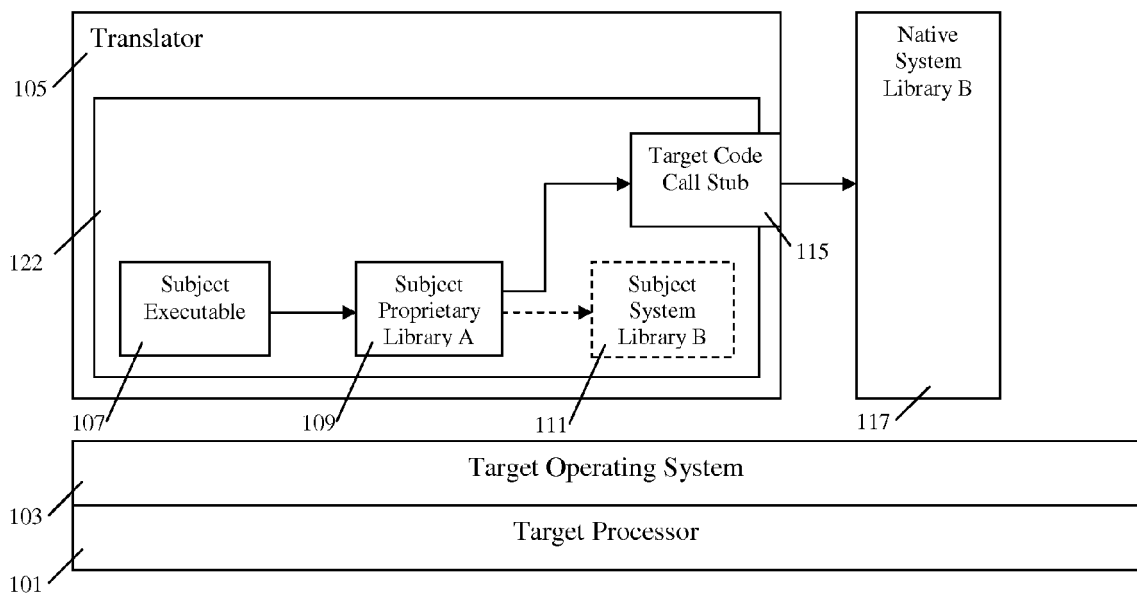 Translator
Native
System
Library B
105
Target Code
Call Stub
115
122
Subject
Executable
Subject
Proprietary
Library A
Subject
System
Library B
107
109
111
117
Target Operating System
103
Target Processor
101